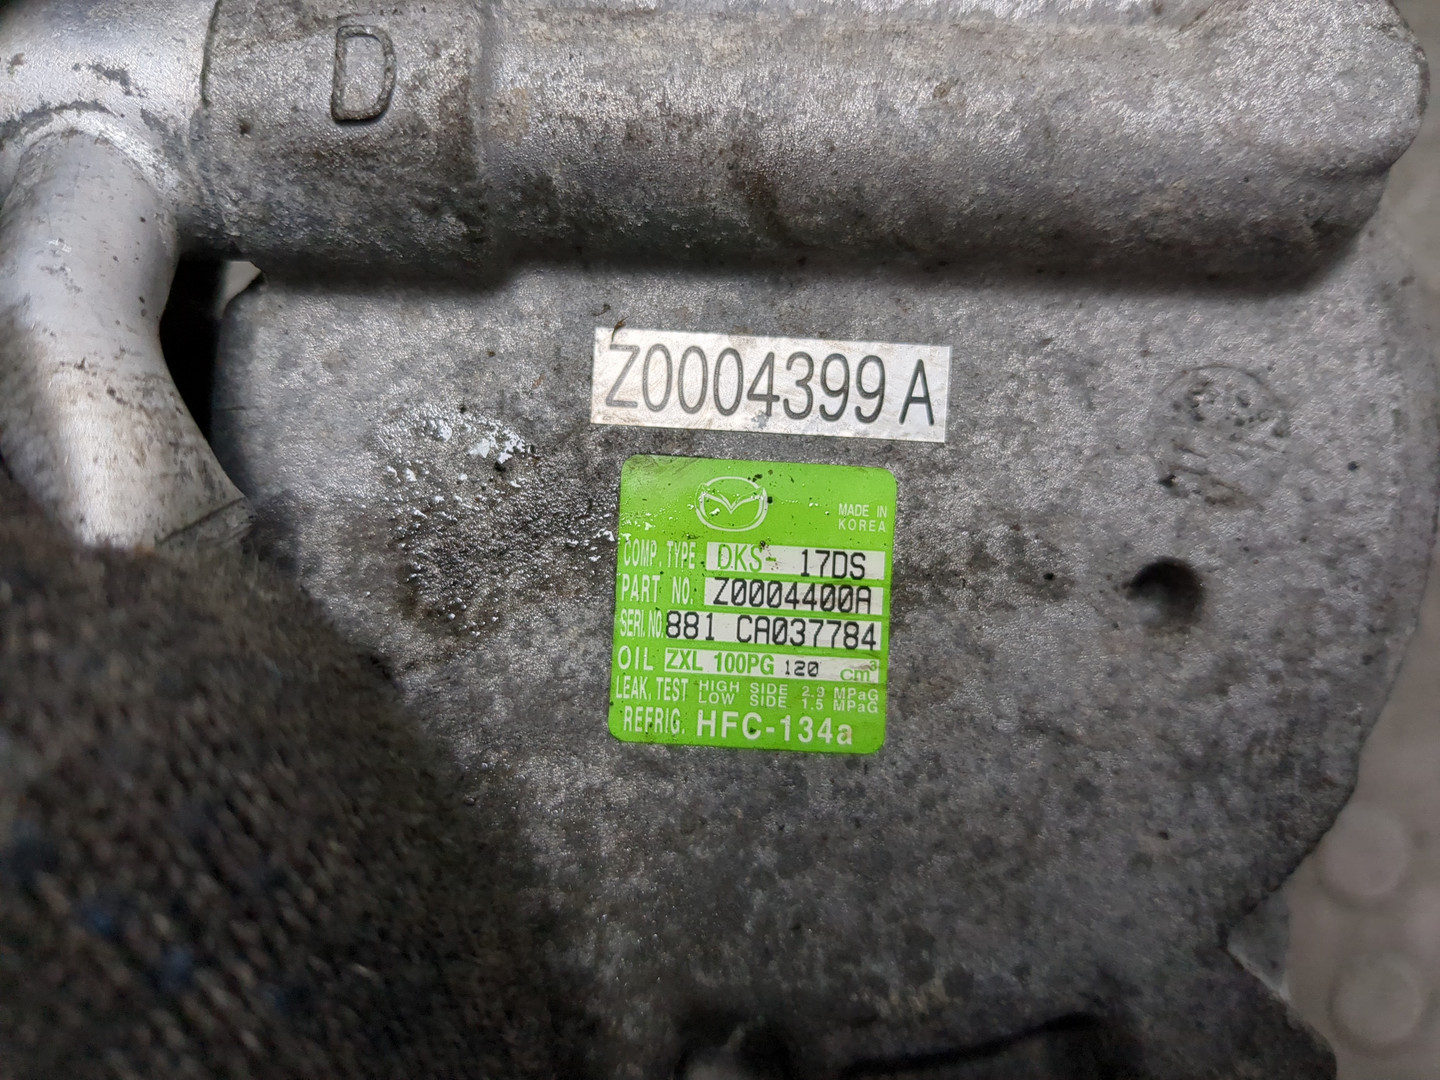 D
Z0004399 A
MADE IN
KOREA
COMP. TYPE DKS- 17DS
PART NO. Z0004400A
SERI. NO. 881 CA037784
OIL ZXL 100PG 120 cm³
LEAK. TEST HIGH SIDE 2.9 MPaG
LOW SIDE 1.5 MPaG
REFRIG. HFC-134a